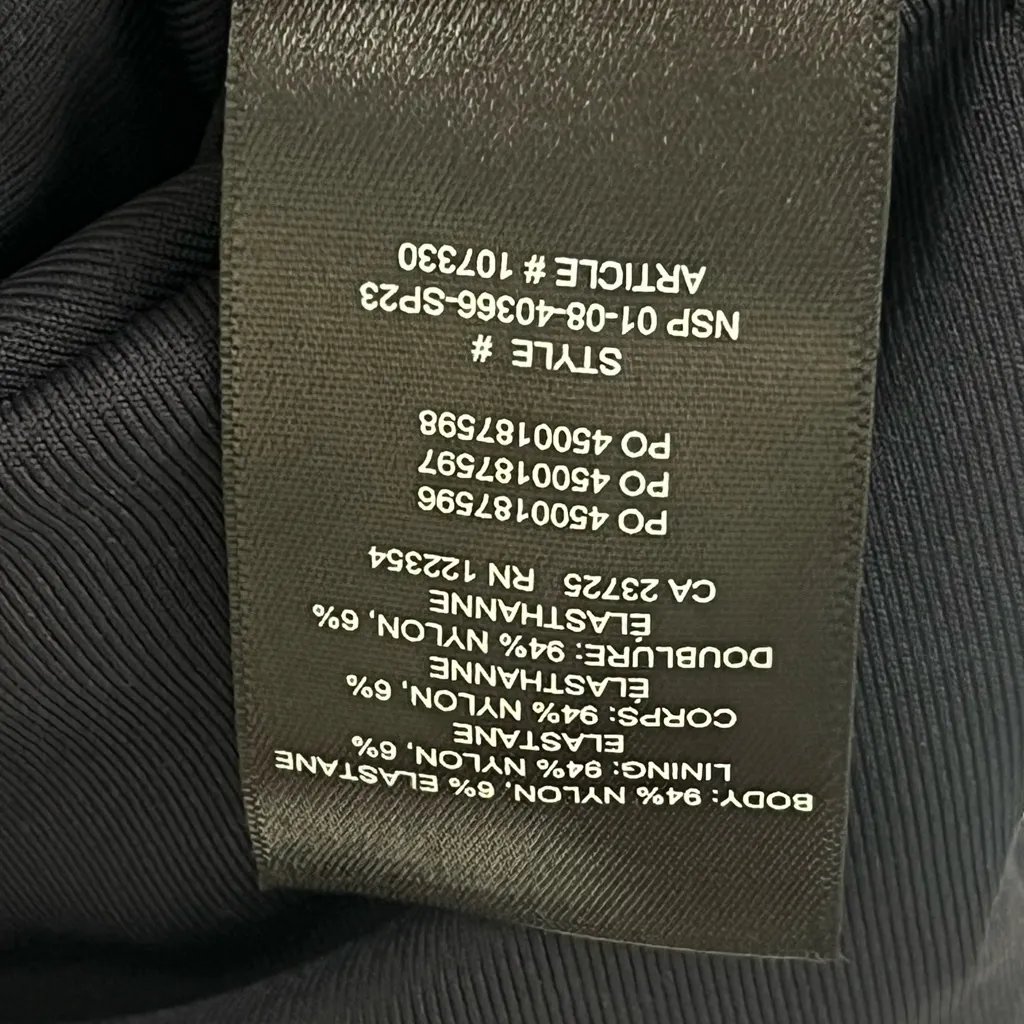 BODY: 94% NYLON, 6% ELASTANE
LINING: 94% NYLON, 6%
ELASTANE
CORPS: 94% NYLON, 6%
ÉLASTHANNE
DOUBLURE: 94% NYLON, 6%
ÉLASTHANNE
CA 23725 RN 122354
PO 4500187596
PO 4500187597
PO 4500187598
STYLE #
NSP 01-08-40366-SP23
ARTICLE # 107330